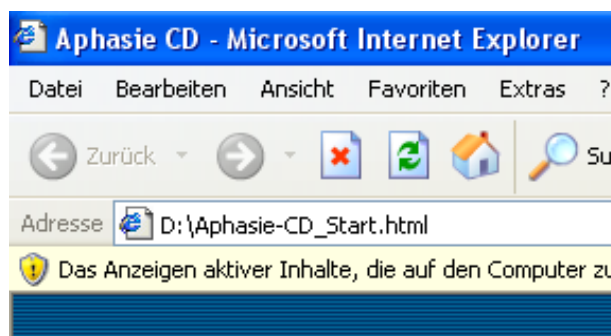 Aphasie CD - Microsoft Internet Explorer
Datei Bearbeiten Ansicht Favoriten Extras ?
Zurück Su
Adresse D:\Aphasie-CD_Start.html
Das Anzeigen aktiver Inhalte, die auf den Computer zu